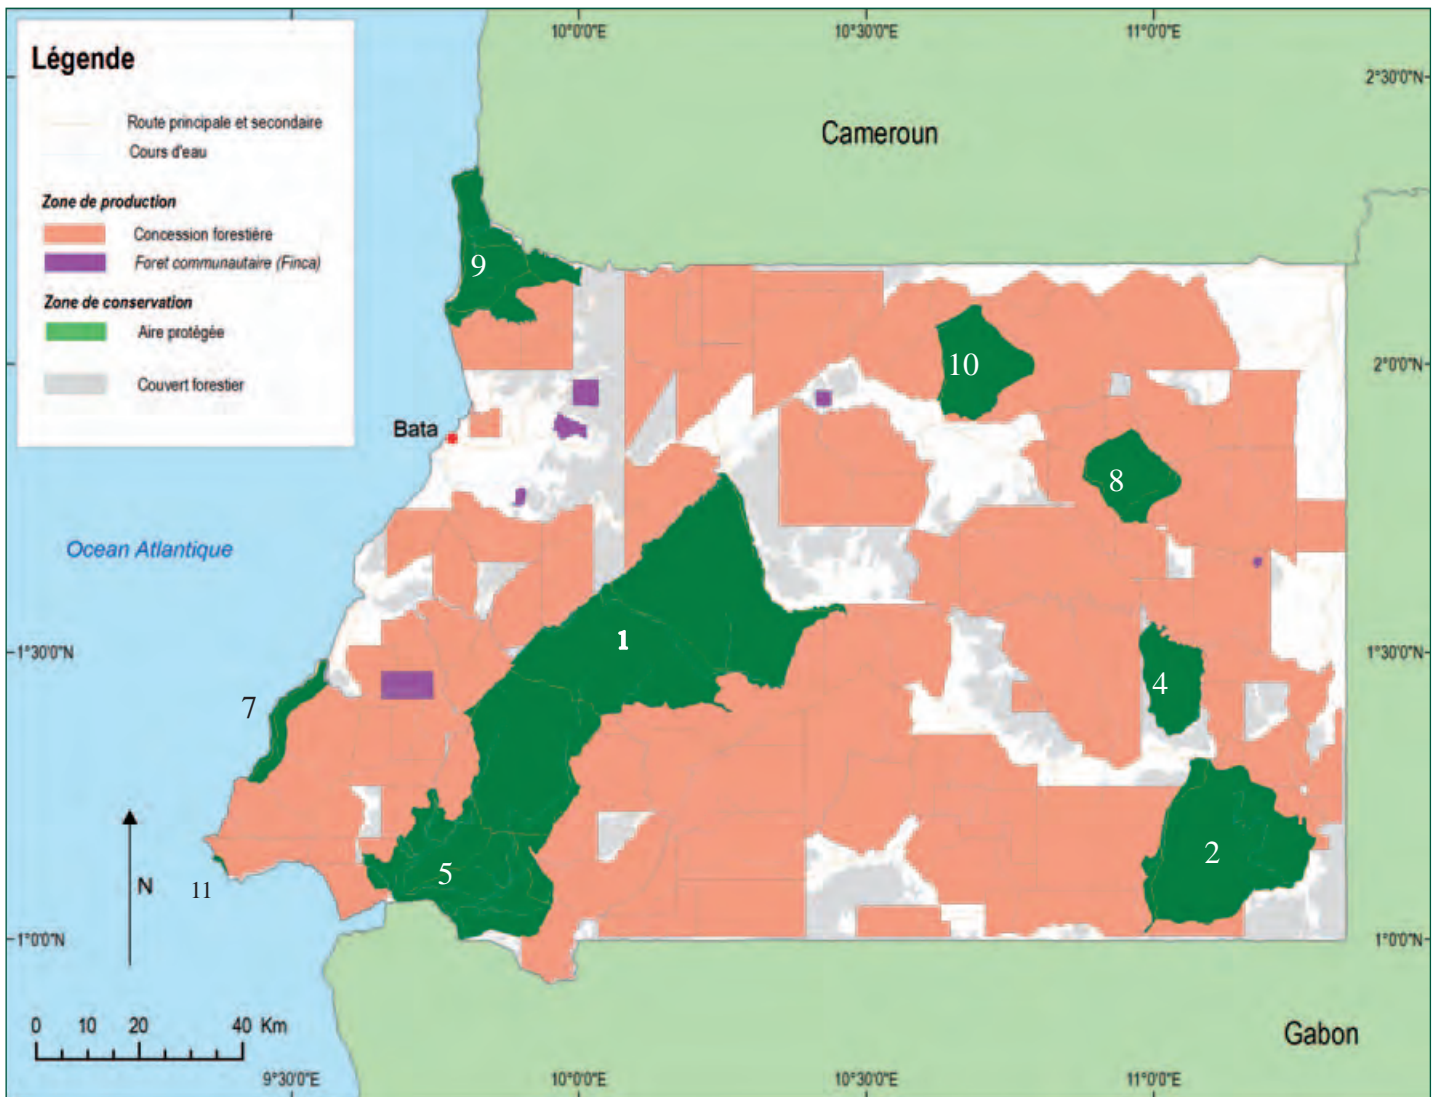 10°0'0"E
10°30'0"E
11°0'0"E
Légende
Route principale et secondaire
Cours d'eau
Zone de production
Concession forestière
Foret communautaire (Finca)
Zone de conservation
Aire protégée
Couvert forestier
2°30'0"N
Cameroun
9
10
2°0'0"N
Bata
8
Ocean Atlantique
1
1°30'0"N
1°30'0"N
4
7
2
5
11
N
1°0'0"N
1°0'0"N
0 10 20 40 Km
Gabon
9°30'0"E
10°0'0"E
10°30'0"E
11°0'0"E